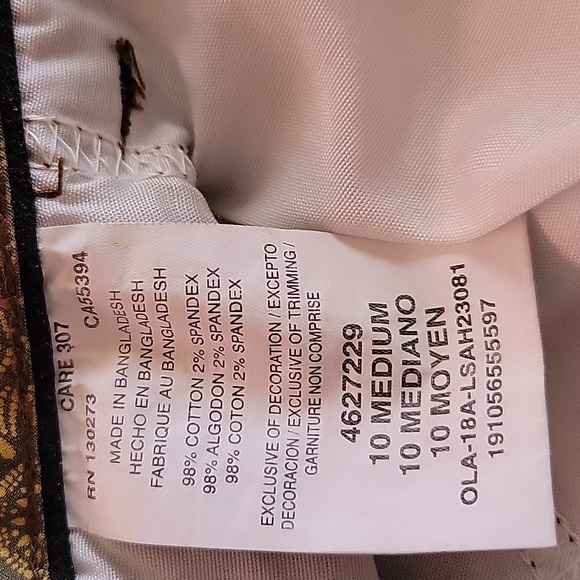 CARE 307
RN 130273 CA55394
MADE IN BANGLADESH
HECHO EN BANGLADESH
FABRIQUE AU BANGLADESH
98% COTTON 2% SPANDEX
98% ALGODON 2% SPANDEX
98% COTON 2% SPANDEX
EXCLUSIVE OF DECORATION / EXCEPTO
DECORACION / EXCLUSIVE OF TRIMMING /
GARNITURE NON COMPRISE
4627229
10 MEDIUM
10 MEDIANO
10 MOYEN
OLA-18A-LSAH23081
191056555597